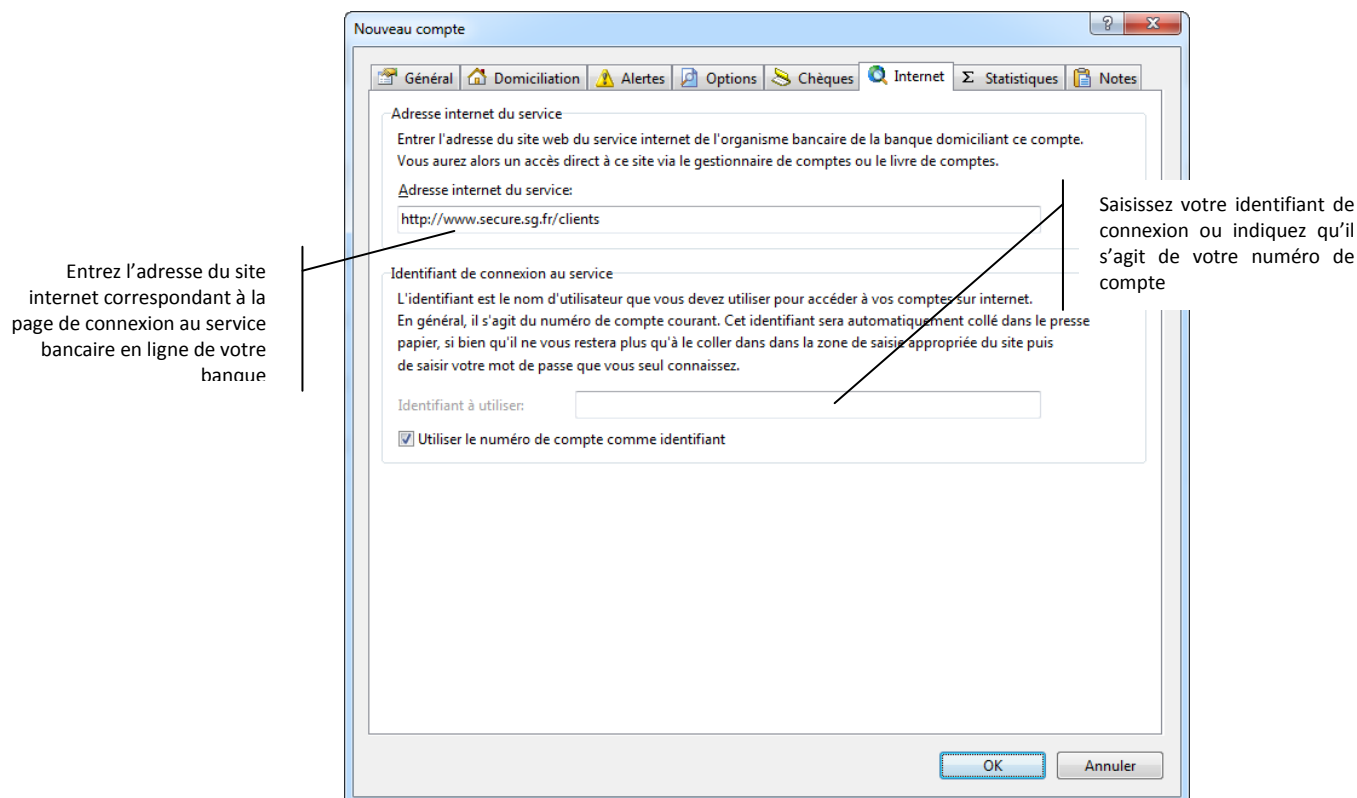 Nouveau compte
Général Domiciliation Alertes Options Chèques Internet Σ Statistiques Notes
Adresse internet du service
Entrer l'adresse du site web du service internet de l'organisme bancaire de la banque domiciliant ce compte.
Vous aurez alors un accès direct à ce site via le gestionnaire de comptes ou le livre de comptes.
Adresse internet du service:
http://www.secure.sg.fr/clients
Saisissez votre identifiant de
connexion ou indiquez qu'il
s'agit de votre numéro de
compte
Entrez l'adresse du site
internet correspondant à la
page de connexion au service
bancaire en ligne de votre
banque
Identifiant de connexion au service
L'identifiant est le nom d'utilisateur que vous devez utiliser pour accéder à vos comptes sur internet.
En général, il s'agit du numéro de compte courant. Cet identifiant sera automatiquement collé dans le presse
papier, si bien qu'il ne vous restera plus qu'à le coller dans dans la zone de saisie appropriée du site puis
de saisir votre mot de passe que vous seul connaissez.
Identifiant à utiliser:
Utiliser le numéro de compte comme identifiant
OK Annuler